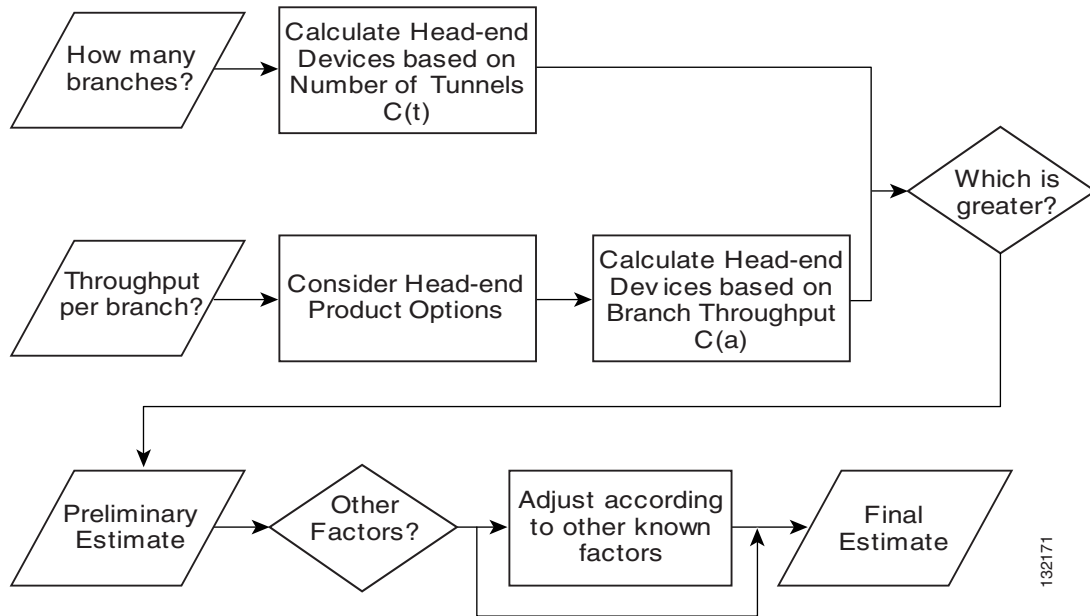 How many
branches?
Calculate Head-end
Devices based on
Number of Tunnels
C(t)
Which is
greater?
Throughput
per branch?
Consider Head-end
Product Options
Calculate Head-end
Devices based on
Branch Throughput
C(a)
Preliminary
Estimate
Other
Factors?
Adjust according
to other known
factors
Final
Estimate
132171